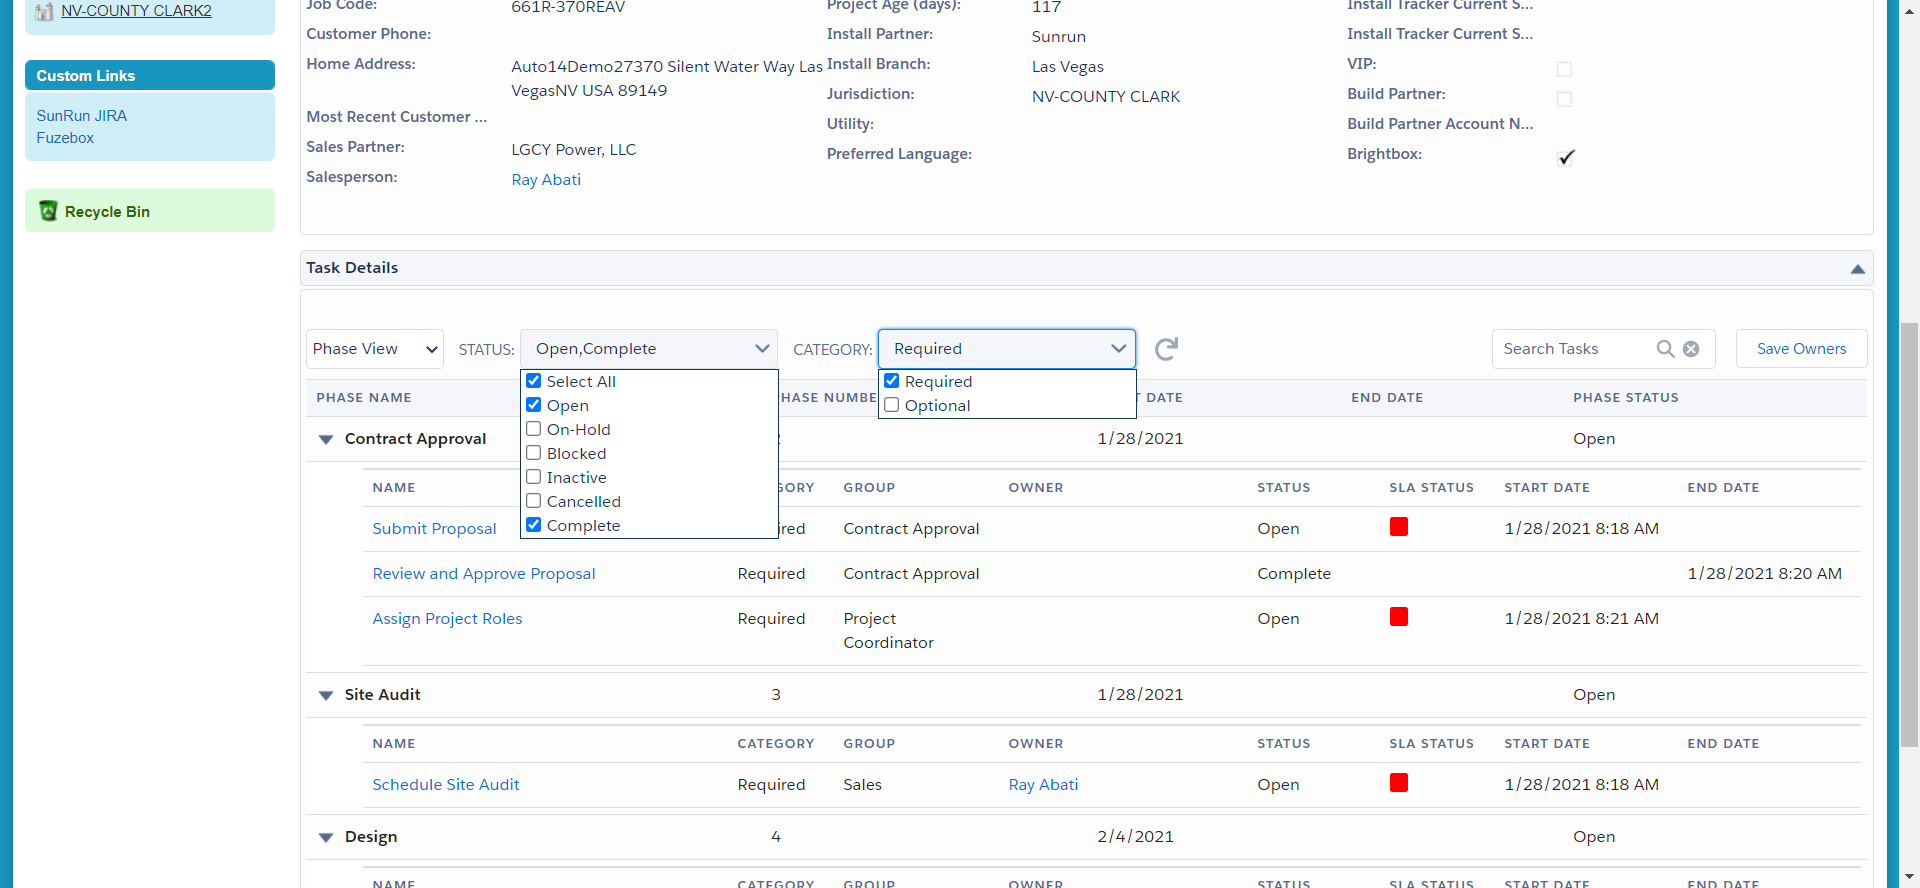 NV-COUNTY CLARK2
Custom Links
SunRun JIRA
Fuzebox
Recycle Bin
Job Code: 661R-370REAV
Customer Phone:
Home Address: Auto14Demo27370 Silent Water Way Las
VegasNV USA 89149
Most Recent Customer ...
Sales Partner: LGCY Power, LLC
Salesperson: Ray Abati
Project Age (days): 117
Install Partner: Sunrun
Install Branch: Las Vegas
Jurisdiction: NV-COUNTY CLARK
Utility:
Preferred Language:
Install Tracker Current S...
Install Tracker Current S...
VIP:
Build Partner:
Build Partner Account N...
Brightbox:
Task Details
Phase View STATUS: Open,Complete CATEGORY: Required Search Tasks Save Owners
Select All
Open
On-Hold
Blocked
Inactive
Cancelled
Complete
Required
Optional
PHASE NAME HASE NUMBE DATE END DATE PHASE STATUS
Contract Approval 1/28/2021 Open
NAME GORY GROUP OWNER STATUS SLA STATUS START DATE END DATE
Submit Proposal ired Contract Approval Open 1/28/2021 8:18 AM
Review and Approve Proposal Required Contract Approval Complete 1/28/2021 8:20 AM
Assign Project Roles Required Project Open 1/28/2021 8:21 AM
Coordinator
Site Audit 3 1/28/2021 Open
NAME CATEGORY GROUP OWNER STATUS SLA STATUS START DATE END DATE
Schedule Site Audit Required Sales Ray Abati Open 1/28/2021 8:18 AM
Design 4 2/4/2021 Open
NAME CATEGORY GROUP OWNER STATUS SLA STATUS START DATE END DATE